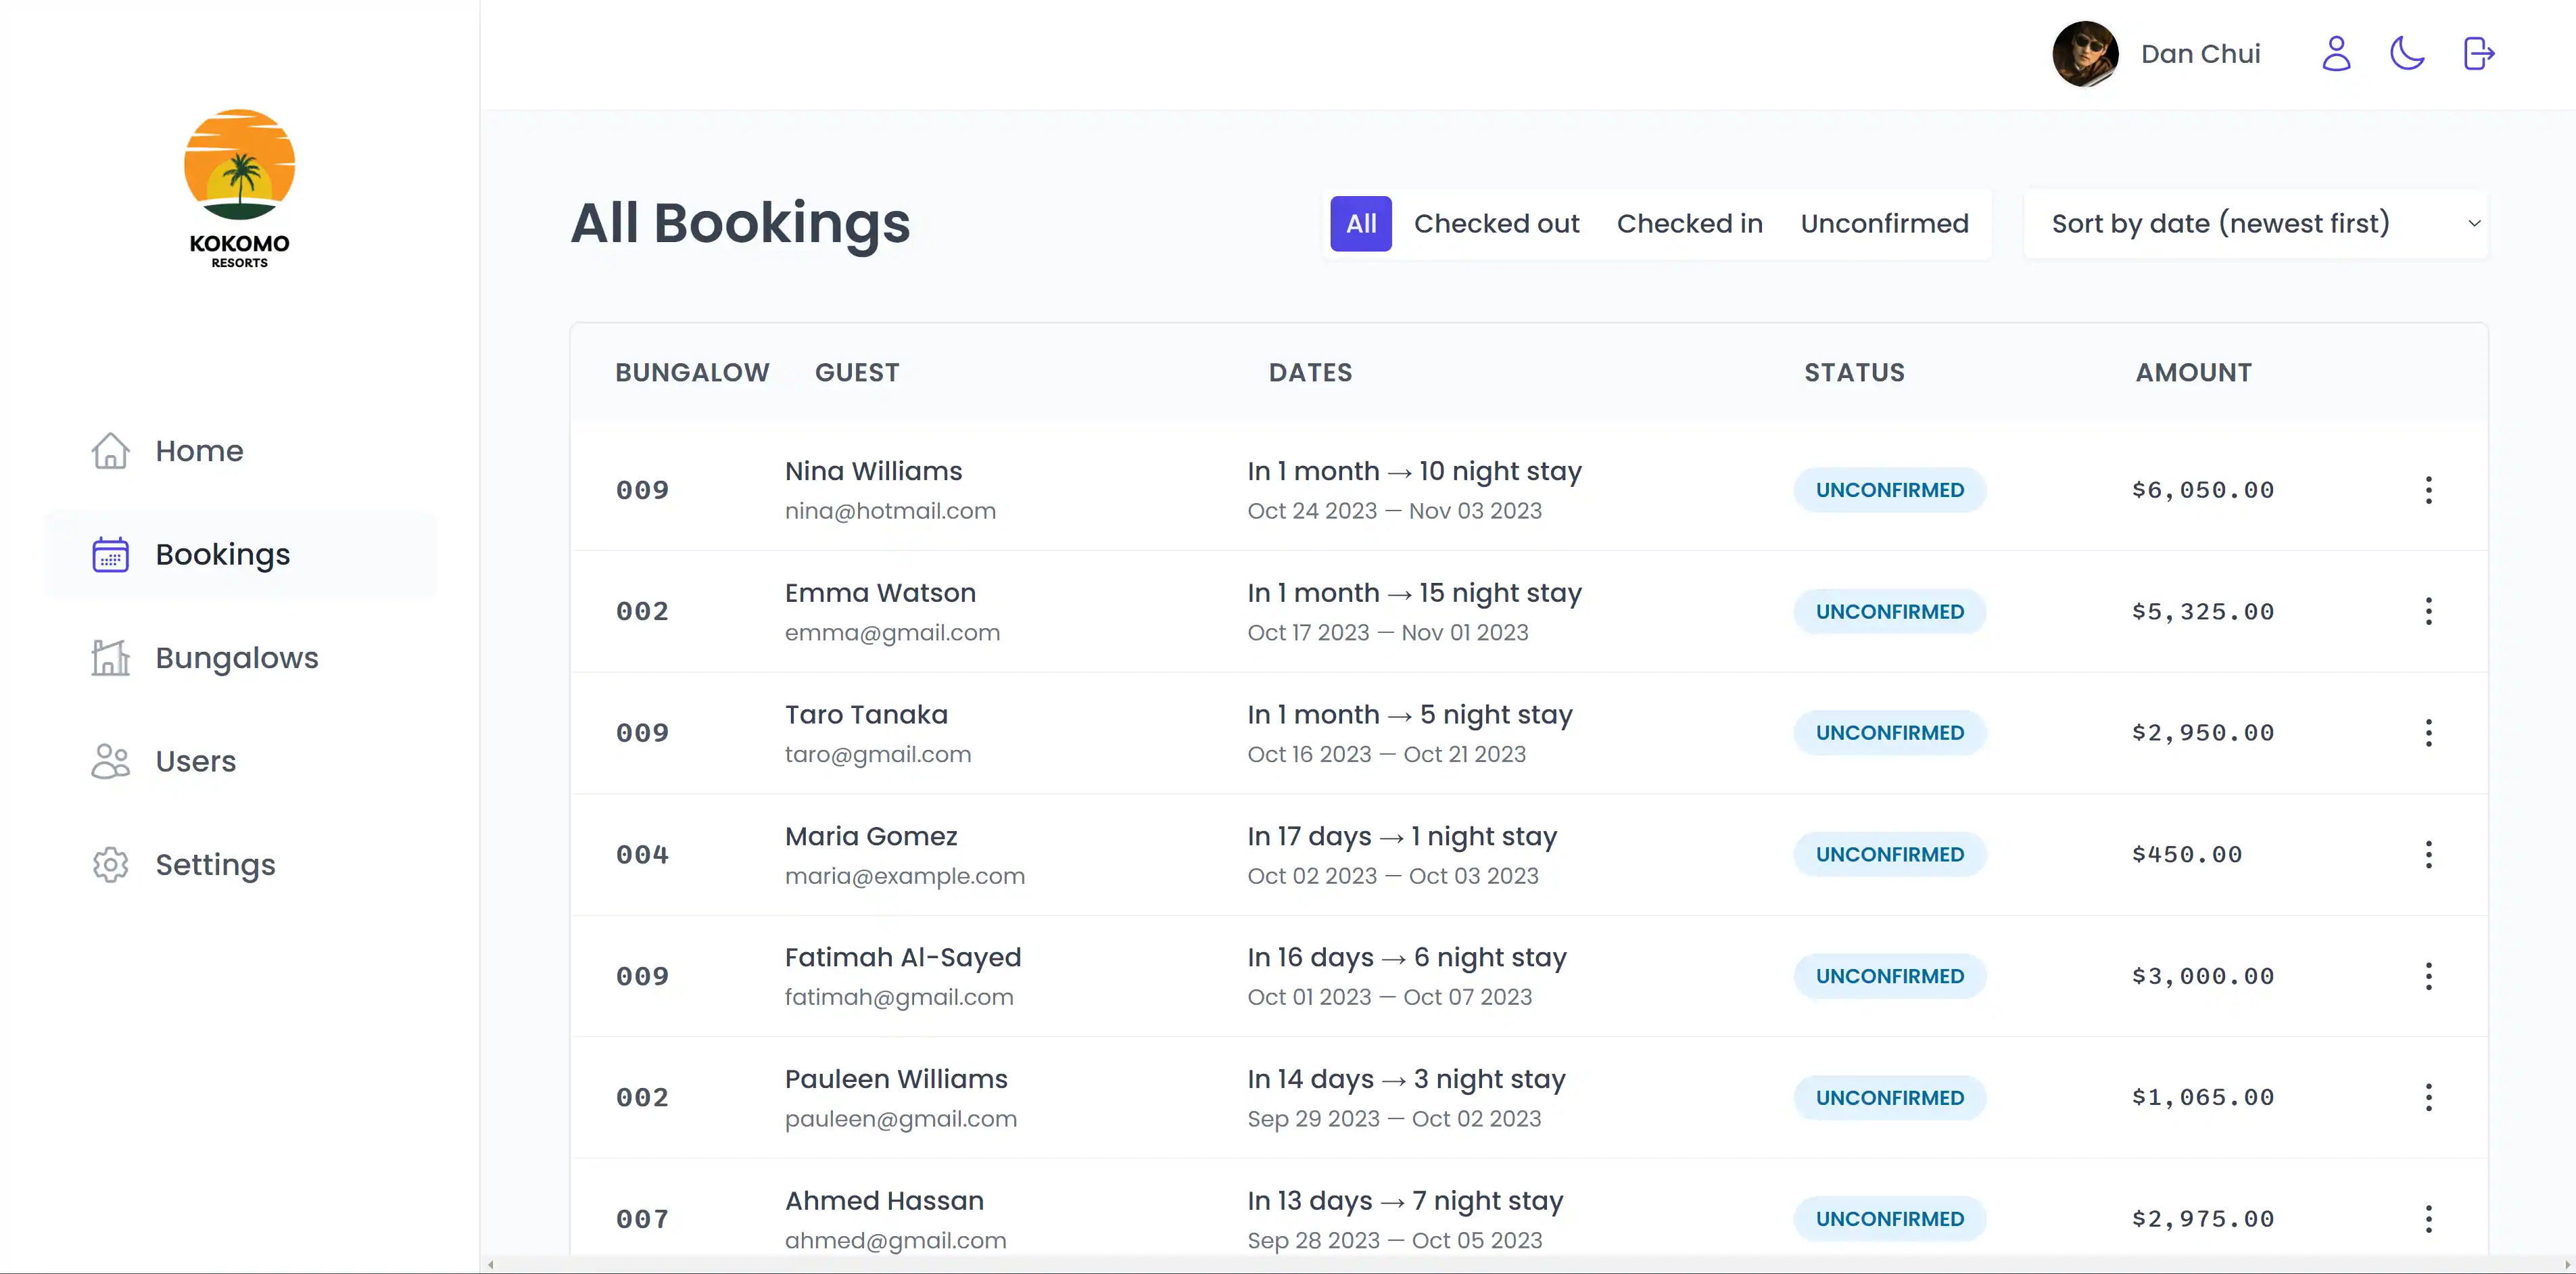 Dan Chui
KOKOMO
RESORTS
Home
Bookings
Bungalows
Users
Settings
All Bookings
All Checked out Checked in Unconfirmed Sort by date (newest first)
BUNGALOW GUEST DATES STATUS AMOUNT
009 Nina Williams In 1 month → 10 night stay UNCONFIRMED $6,050.00
nina@hotmail.com Oct 24 2023 — Nov 03 2023
002 Emma Watson In 1 month → 15 night stay UNCONFIRMED $5,325.00
emma@gmail.com Oct 17 2023 — Nov 01 2023
009 Taro Tanaka In 1 month → 5 night stay UNCONFIRMED $2,950.00
taro@gmail.com Oct 16 2023 — Oct 21 2023
004 Maria Gomez In 17 days → 1 night stay UNCONFIRMED $450.00
maria@example.com Oct 02 2023 — Oct 03 2023
009 Fatimah Al-Sayed In 16 days → 6 night stay UNCONFIRMED $3,000.00
fatimah@gmail.com Oct 01 2023 — Oct 07 2023
002 Pauleen Williams In 14 days → 3 night stay UNCONFIRMED $1,065.00
pauleen@gmail.com Sep 29 2023 — Oct 02 2023
007 Ahmed Hassan In 13 days → 7 night stay UNCONFIRMED $2,975.00
ahmed@gmail.com Sep 28 2023 — Oct 05 2023